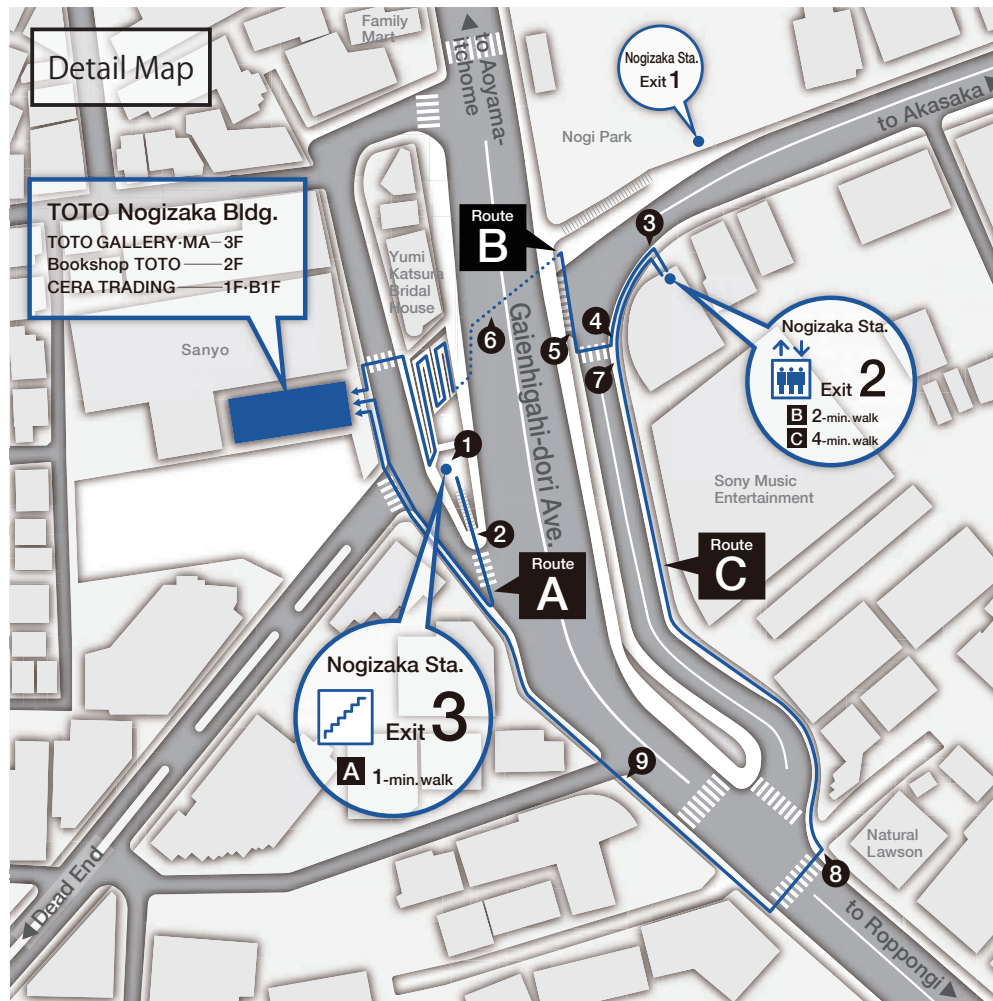 Detail Map
Family
Mart
to Aoyama-
itchome
Nogizaka Sta.
Exit 1
to Akasaka
Nogi Park
TOTO Nogizaka Bldg.
TOTO GALLERY·MA—3F
Bookshop TOTO——2F
CERA TRADING———1F·B1F
Route
B
Yumi
Katsura
Bridal
House
3
4
5
6
7
Sanyo
Gaienhigahi-dori Ave.
Nogizaka Sta.
Exit 2
B 2-min. walk
C 4-min. walk
1
2
Sony Music
Entertainment
Route
A
Route
C
Nogizaka Sta.
Exit 3
A 1-min. walk
9
Natural
Lawson
8
Dead End
to Roppongi